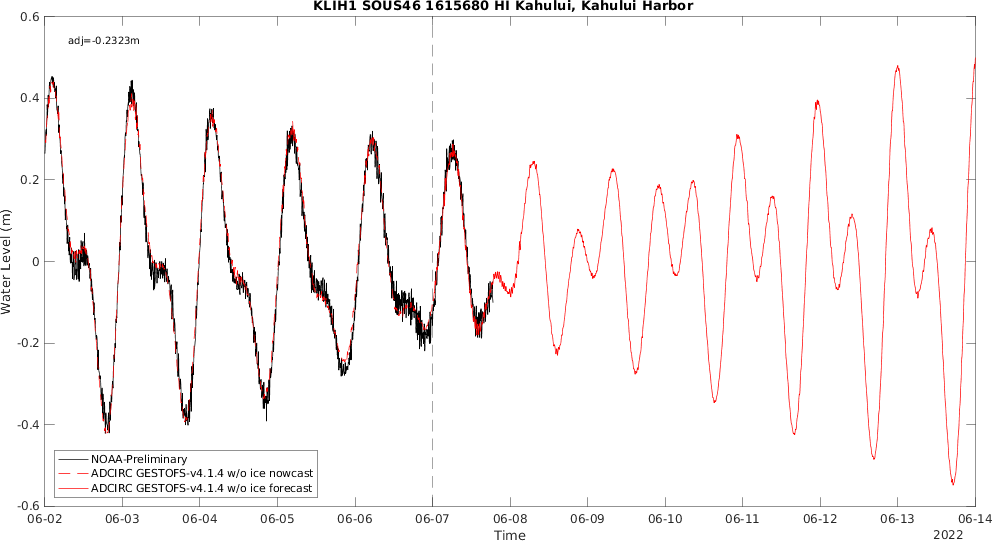 KLIH1 SOUS46 1615680 HI Kahului, Kahului Harbor
adj=-0.2323m
0.6
0.4
0.2
0
-0.2
-0.4
-0.6
Water Level (m)
NOAA-Preliminary
ADCIRC GESTOFS-v4.1.4 w/o ice nowcast
ADCIRC GESTOFS-v4.1.4 w/o ice forecast
06-02 06-03 06-04 06-05 06-06 06-07 06-08 06-09 06-10 06-11 06-12 06-13 06-14
Time
2022